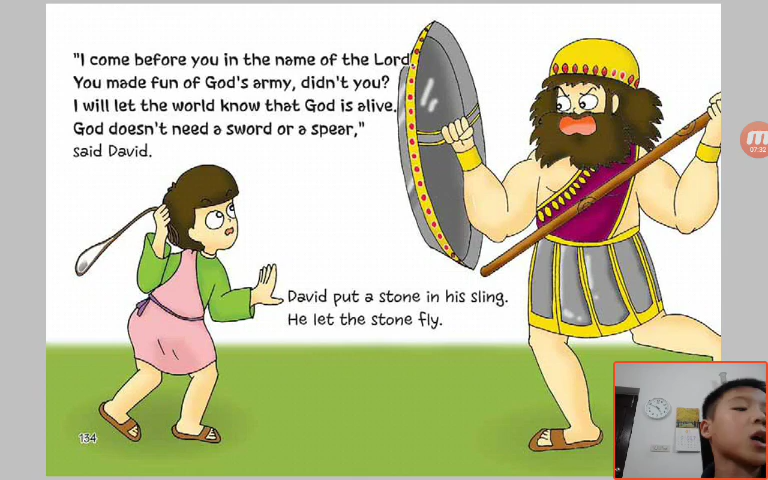 "I come before you in the name of the Lord.
You made fun of God's army, didn't you?
I will let the world know that God is alive.
God doesn't need a sword or a spear,"
said David.
David put a stone in his sling.
He let the stone fly.
134
07:32